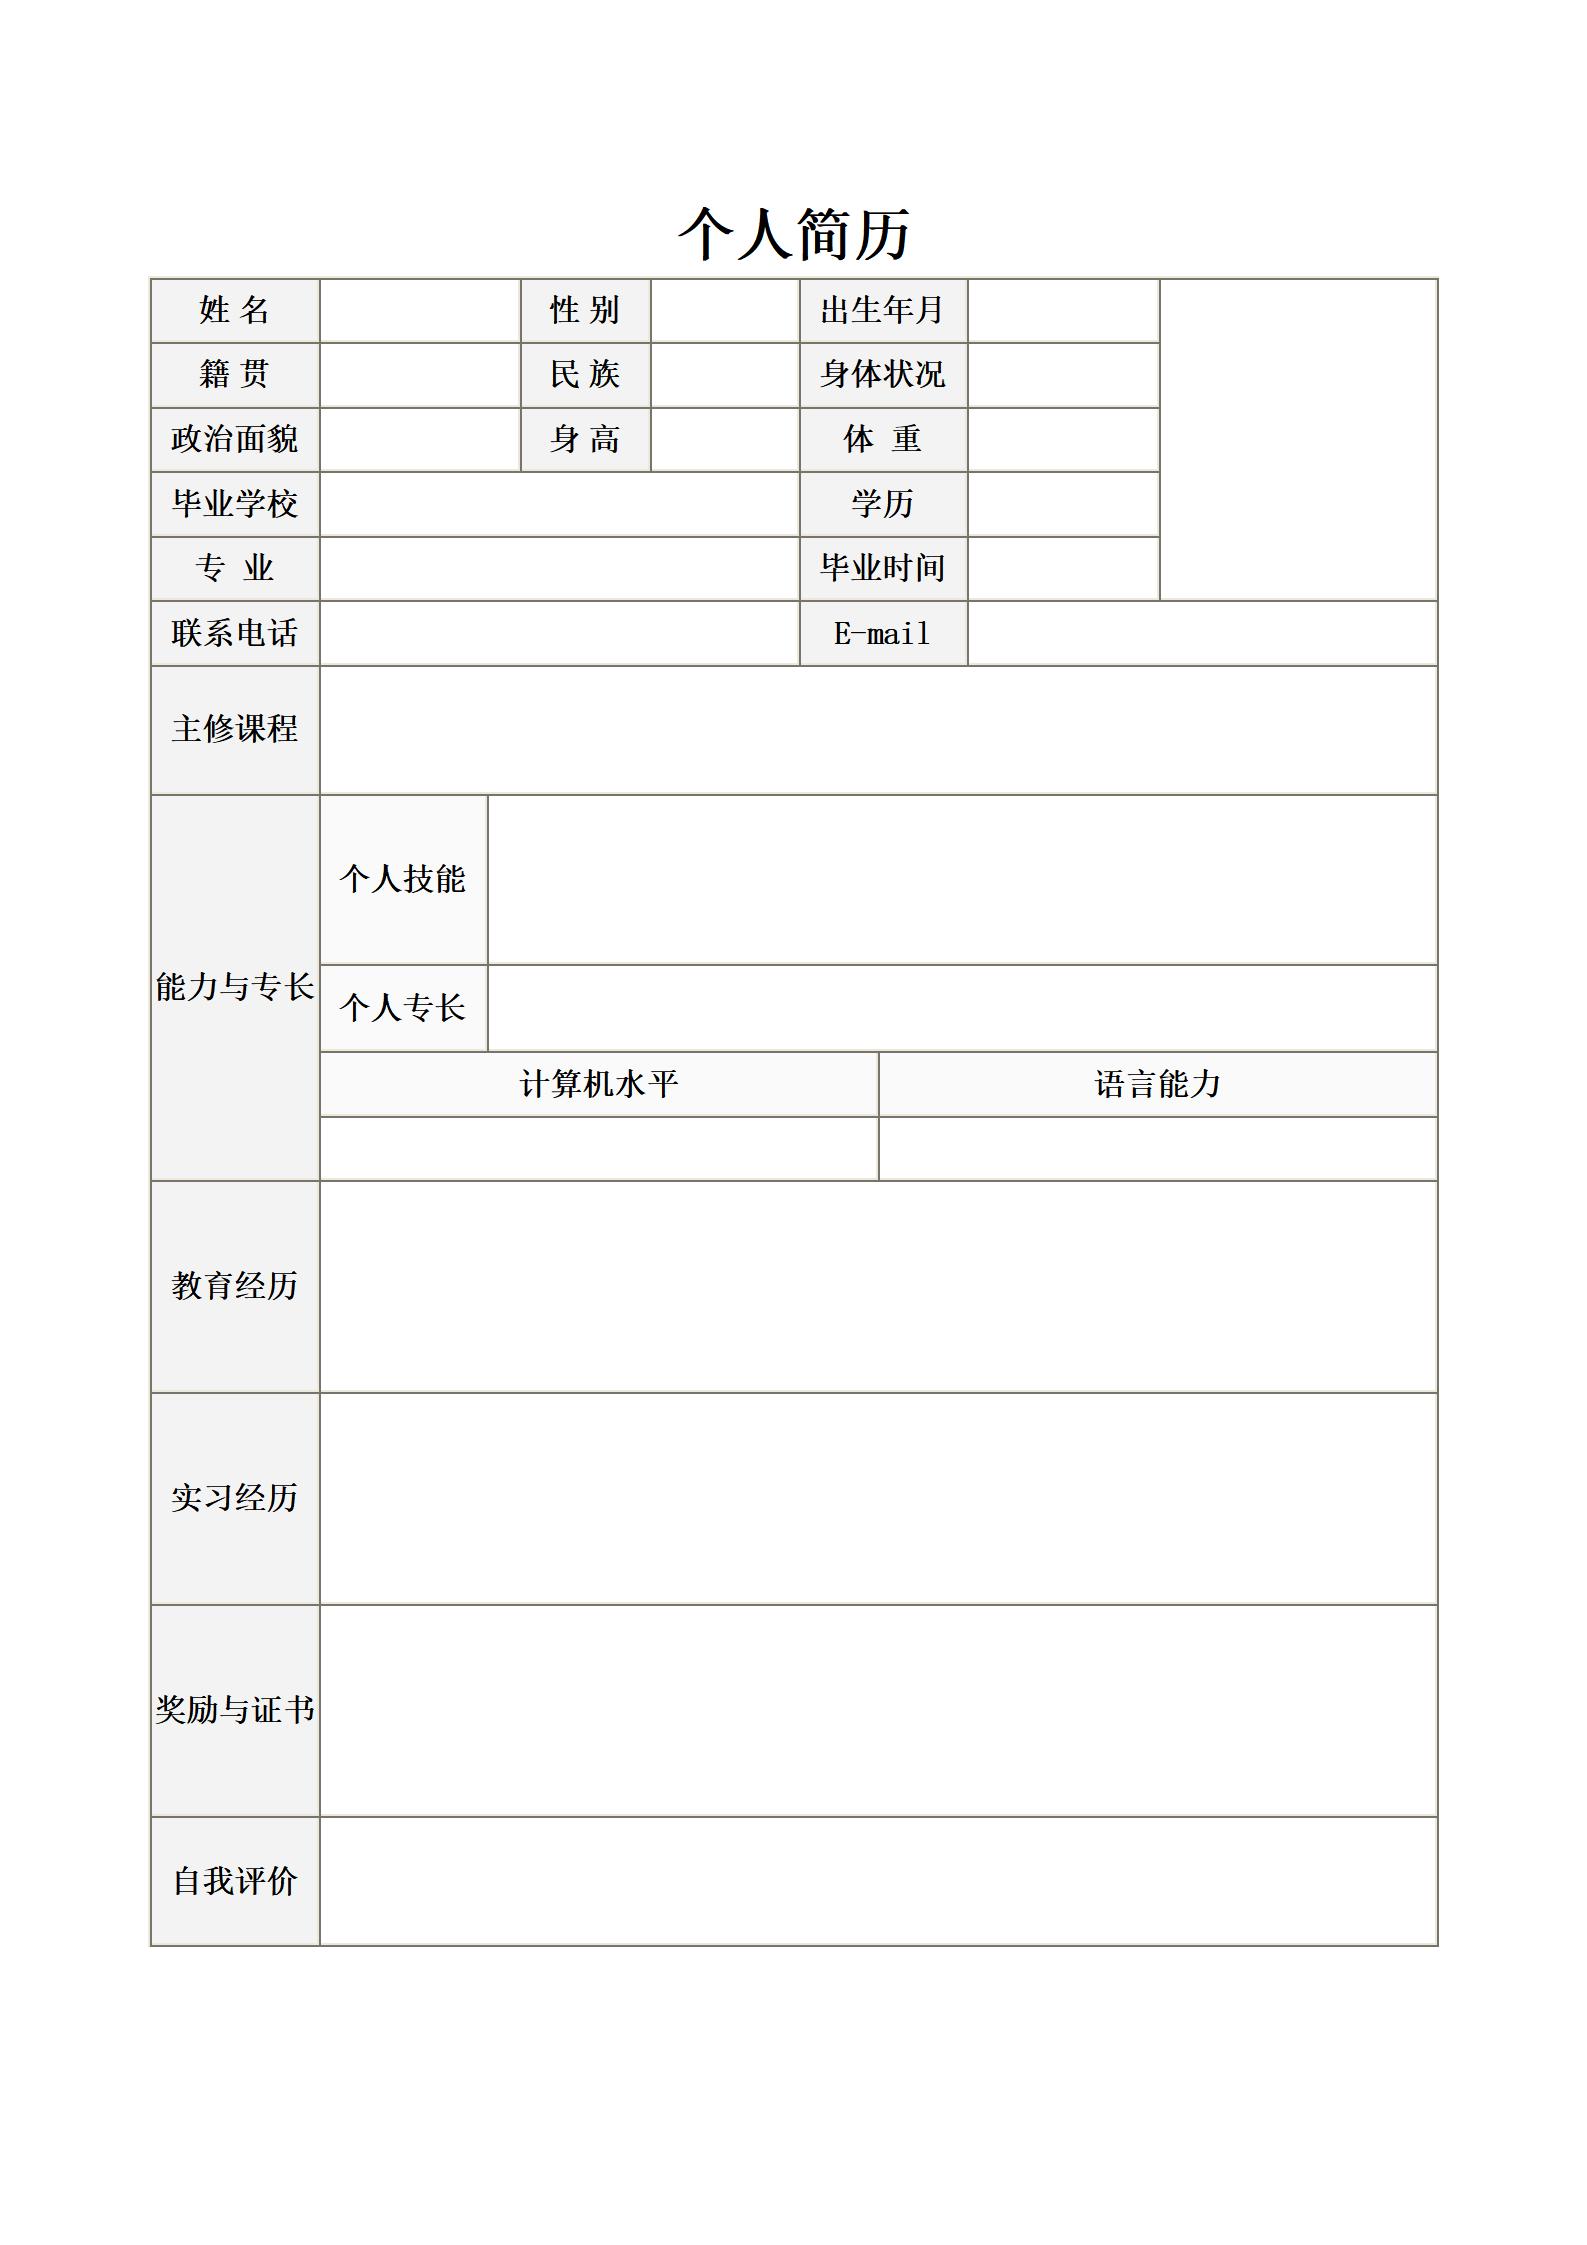 个人简历
姓 名 性 别 出生年月
籍 贯 民 族 身体状况
政治面貌 身 高 体 重
毕业学校 学历
专 业 毕业时间
联系电话 E-mail
主修课程
能力与专长
个人技能
个人专长
计算机水平 语言能力
教育经历
实习经历
奖励与证书
自我评价